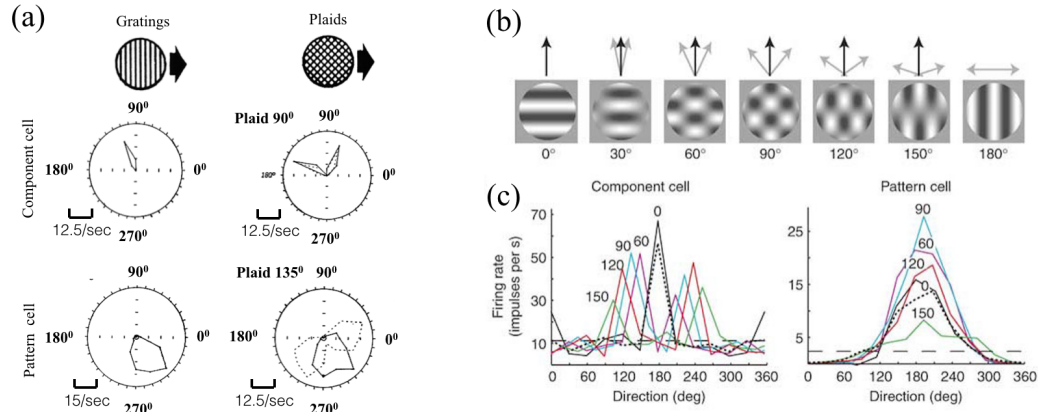 (a)
Gratings
Plaids
Component cell
90⁰
180⁰
0⁰
270⁰
12.5/sec
Plaid 90⁰
90⁰
180⁰
0⁰
270⁰
12.5/sec
Pattern cell
90⁰
180⁰
0⁰
270⁰
15/sec
Plaid 135⁰
90⁰
180⁰
0⁰
270⁰
12.5/sec
(b)
0°
30°
60°
90°
120°
150°
180°
(c)
Component cell
Firing rate
(impulses per s)
70
50
30
10
0
90
60
120
150
0 60 120 180 240 300 360
Direction (deg)
Pattern cell
25
15
5
90
60
120
0
150
0 60 120 180 240 300 360
Direction (deg)